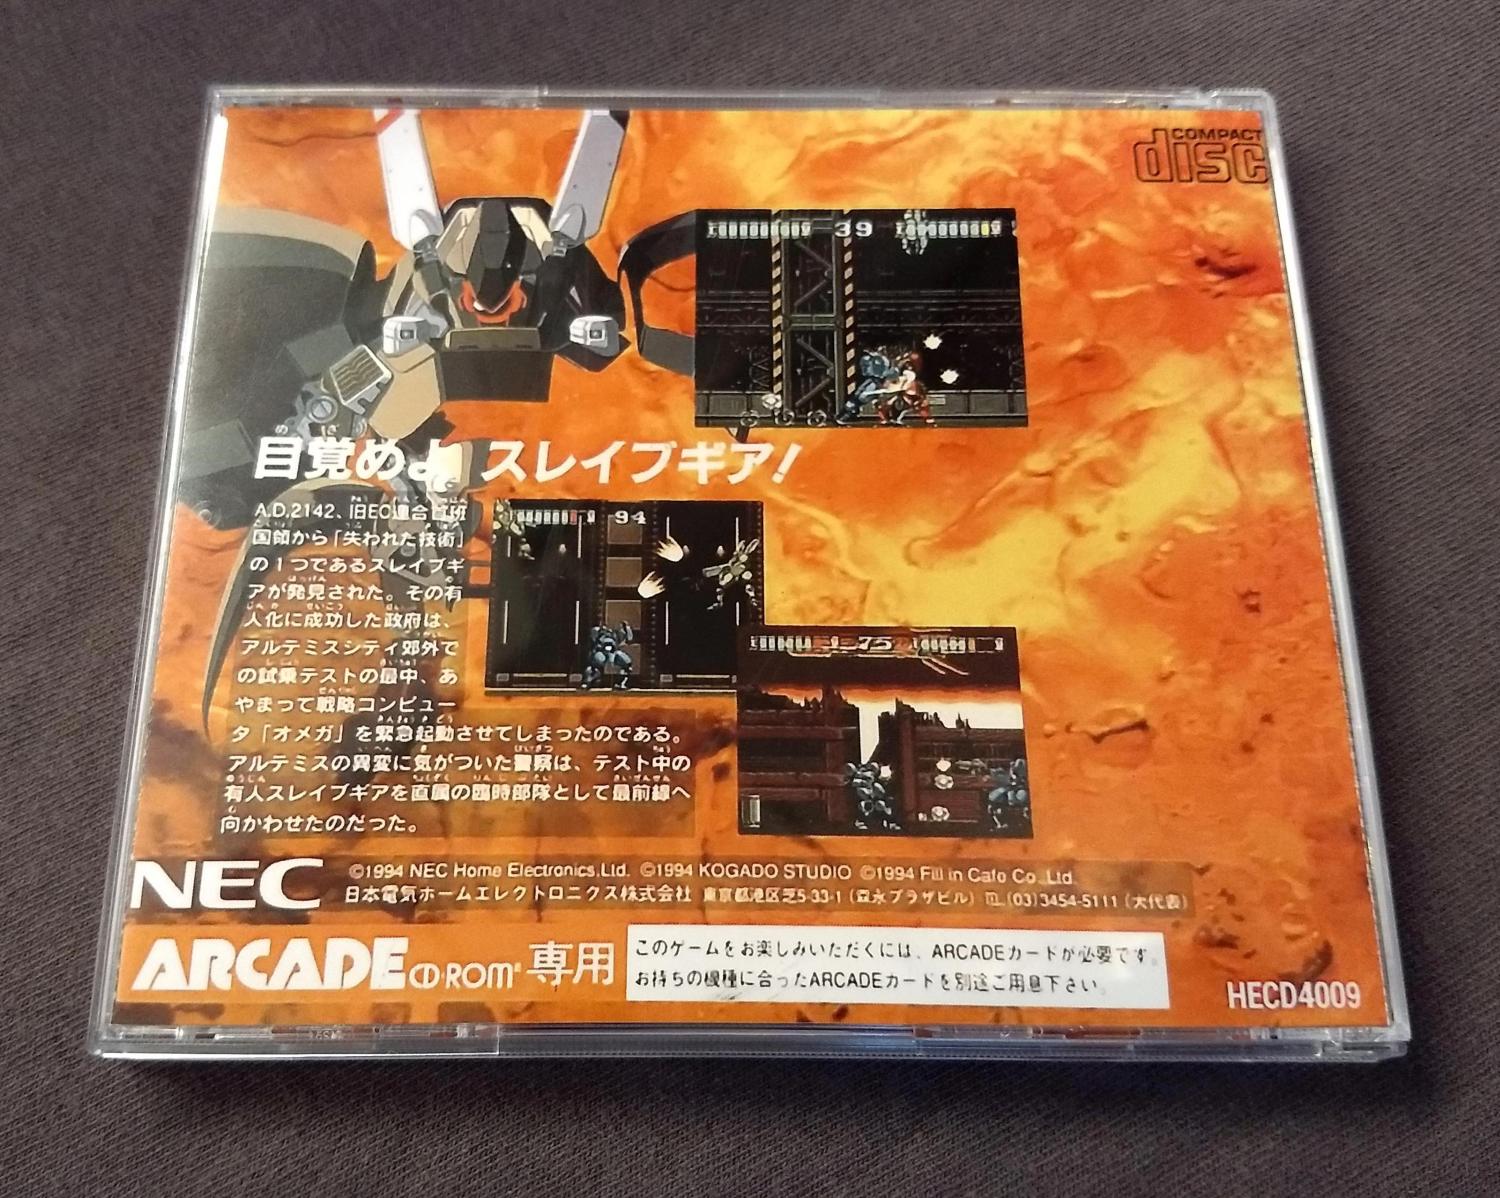 COMPACT
disc
39
目覚めよ スレイブギア!
A.D.2142、旧EC連合
国領から「失われた技術」
の1つであるスレイブギ
アが発見された。その有
人化に成功した政府は、
アルテミスシティ郊外で
の試乗テストの最中、あ
やまって戦略コンピュー
タ「オメガ」を緊急起動させてしまったのである。
アルテミスの異変に気がついた警察は、テスト中の
有人スレイブギアを直属の臨時部隊として最前線へ
向かわせたのだった。
94
75
NEC
©1994 NEC Home Electronics,Ltd. ©1994 KOGADO STUDIO ©1994 Fill in Cafe Co.,Ltd.
日本電気ホームエレクトロニクス株式会社 東京都港区芝5-33-1(森永プラザビル) TEL(03)3454-5111(大代表)
ARCADE CD-ROM² 専用
このゲームをお楽しみいただくには、ARCADEカードが必要です。
お持ちの機種に合ったARCADEカードを別途ご用意下さい。
HECD4009